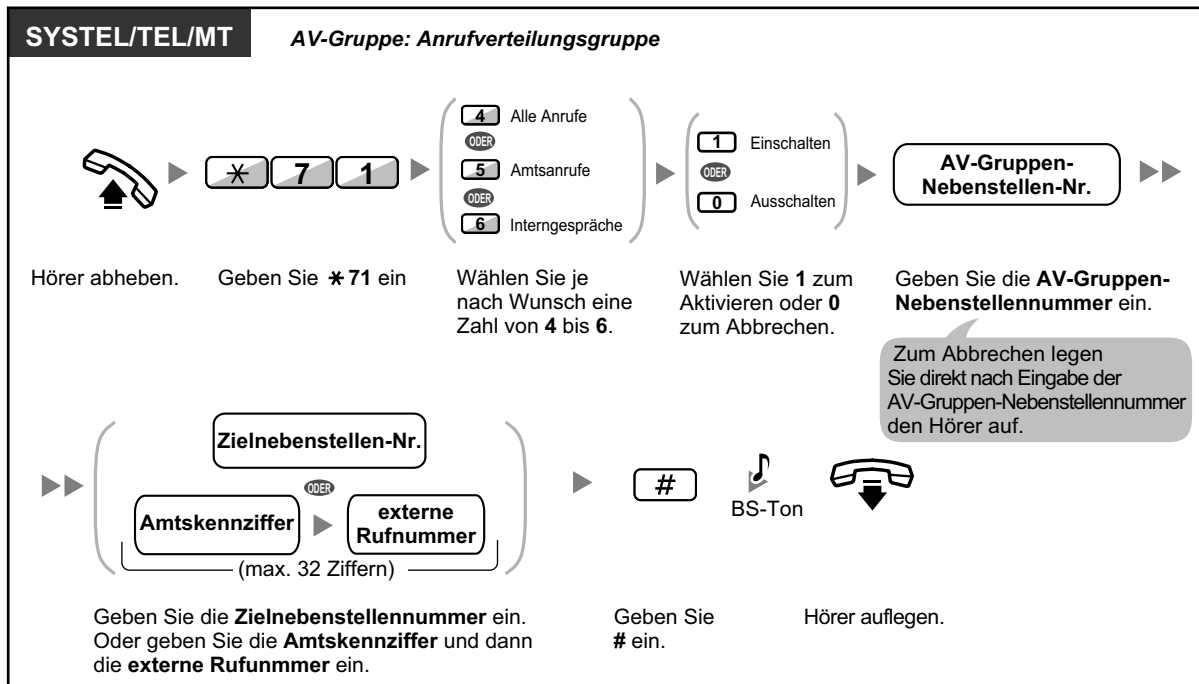 SYSTEL/TEL/MT
AV-Gruppe: Anrufverteilungsgruppe
4 Alle Anrufe
ODER
5 Amtsanrufe
ODER
6 Interngespräche
1 Einschalten
ODER
0 Ausschalten
* 7 1
AV-Gruppen-
Nebenstellen-Nr.
Hörer abheben.
Geben Sie * 71 ein
Wählen Sie je
nach Wunsch eine
Zahl von 4 bis 6.
Wählen Sie 1 zum
Aktivieren oder 0
zum Abbrechen.
Geben Sie die AV-Gruppen-
Nebenstellennummer ein.
Zum Abbrechen legen
Sie direkt nach Eingabe der
AV-Gruppen-Nebenstellennummer
den Hörer auf.
Zielnebenstellen-Nr.
ODER
Amtskennziffer
externe
Rufnummer
(max. 32 Ziffern)
#
BS-Ton
Geben Sie die Zielnebenstellennummer ein.
Oder geben Sie die Amtskennziffer und dann
die externe Rufunmmer ein.
Geben Sie
# ein.
Hörer auflegen.